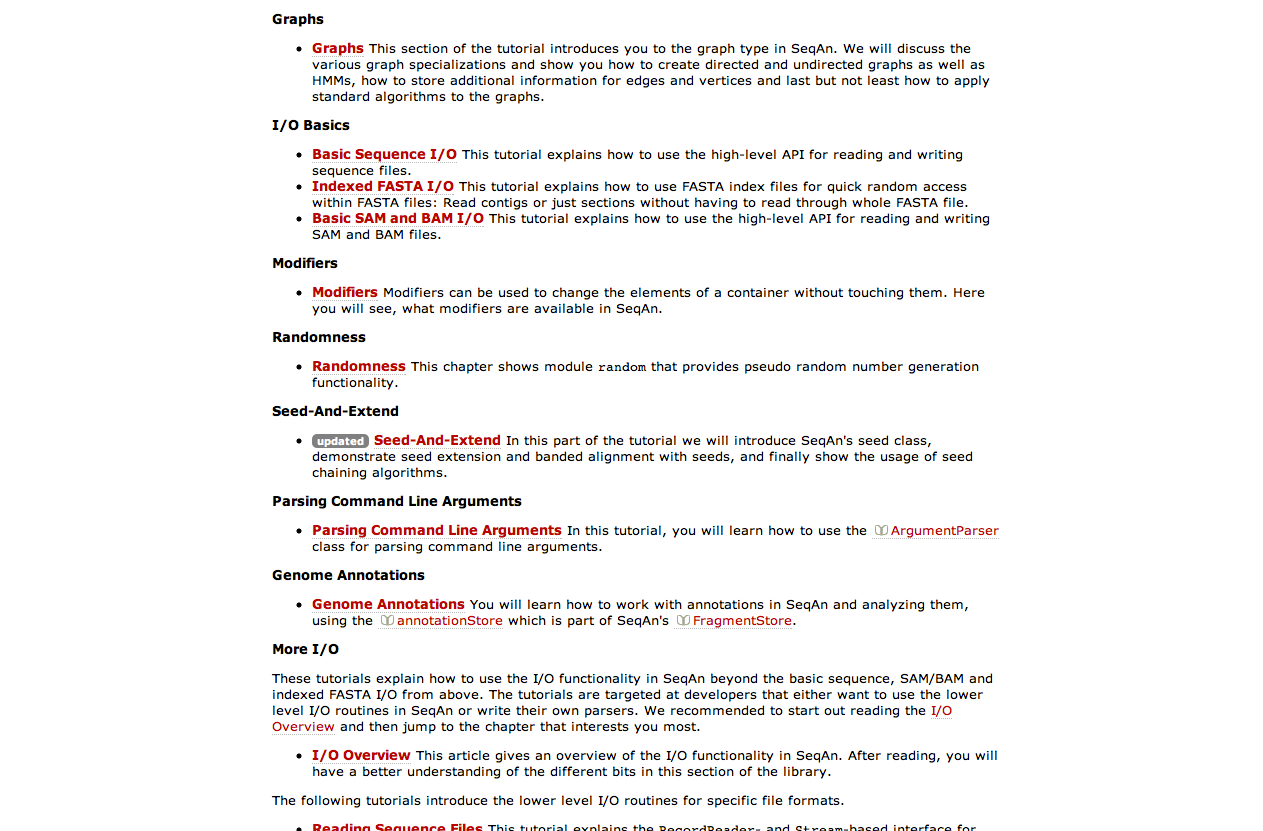 Graphs
Graphs This section of the tutorial introduces you to the graph type in SeqAn. We will discuss the
various graph specializations and show you how to create directed and undirected graphs as well as
HMMs, how to store additional information for edges and vertices and last but not least how to apply
standard algorithms to the graphs.
I/O Basics
Basic Sequence I/O This tutorial explains how to use the high-level API for reading and writing
sequence files.
Indexed FASTA I/O This tutorial explains how to use FASTA index files for quick random access
within FASTA files: Read contigs or just sections without having to read through whole FASTA file.
Basic SAM and BAM I/O This tutorial explains how to use the high-level API for reading and writing
SAM and BAM files.
Modifiers
Modifiers Modifiers can be used to change the elements of a container without touching them. Here
you will see, what modifiers are available in SeqAn.
Randomness
Randomness This chapter shows module random that provides pseudo random number generation
functionality.
Seed-And-Extend
updated Seed-And-Extend In this part of the tutorial we will introduce SeqAn's seed class,
demonstrate seed extension and banded alignment with seeds, and finally show the usage of seed
chaining algorithms.
Parsing Command Line Arguments
Parsing Command Line Arguments In this tutorial, you will learn how to use the ArgumentParser
class for parsing command line arguments.
Genome Annotations
Genome Annotations You will learn how to work with annotations in SeqAn and analyzing them,
using the annotationStore which is part of SeqAn's FragmentStore.
More I/O
These tutorials explain how to use the I/O functionality in SeqAn beyond the basic sequence, SAM/BAM and
indexed FASTA I/O from above. The tutorials are targeted at developers that either want to use the lower
level I/O routines in SeqAn or write their own parsers. We recommended to start out reading the I/O
Overview and then jump to the chapter that interests you most.
I/O Overview This article gives an overview of the I/O functionality in SeqAn. After reading, you will
have a better understanding of the different bits in this section of the library.
The following tutorials introduce the lower level I/O routines for specific file formats.
Reading Sequence Files This tutorial explains the RecordReader- and Stream-based interface for